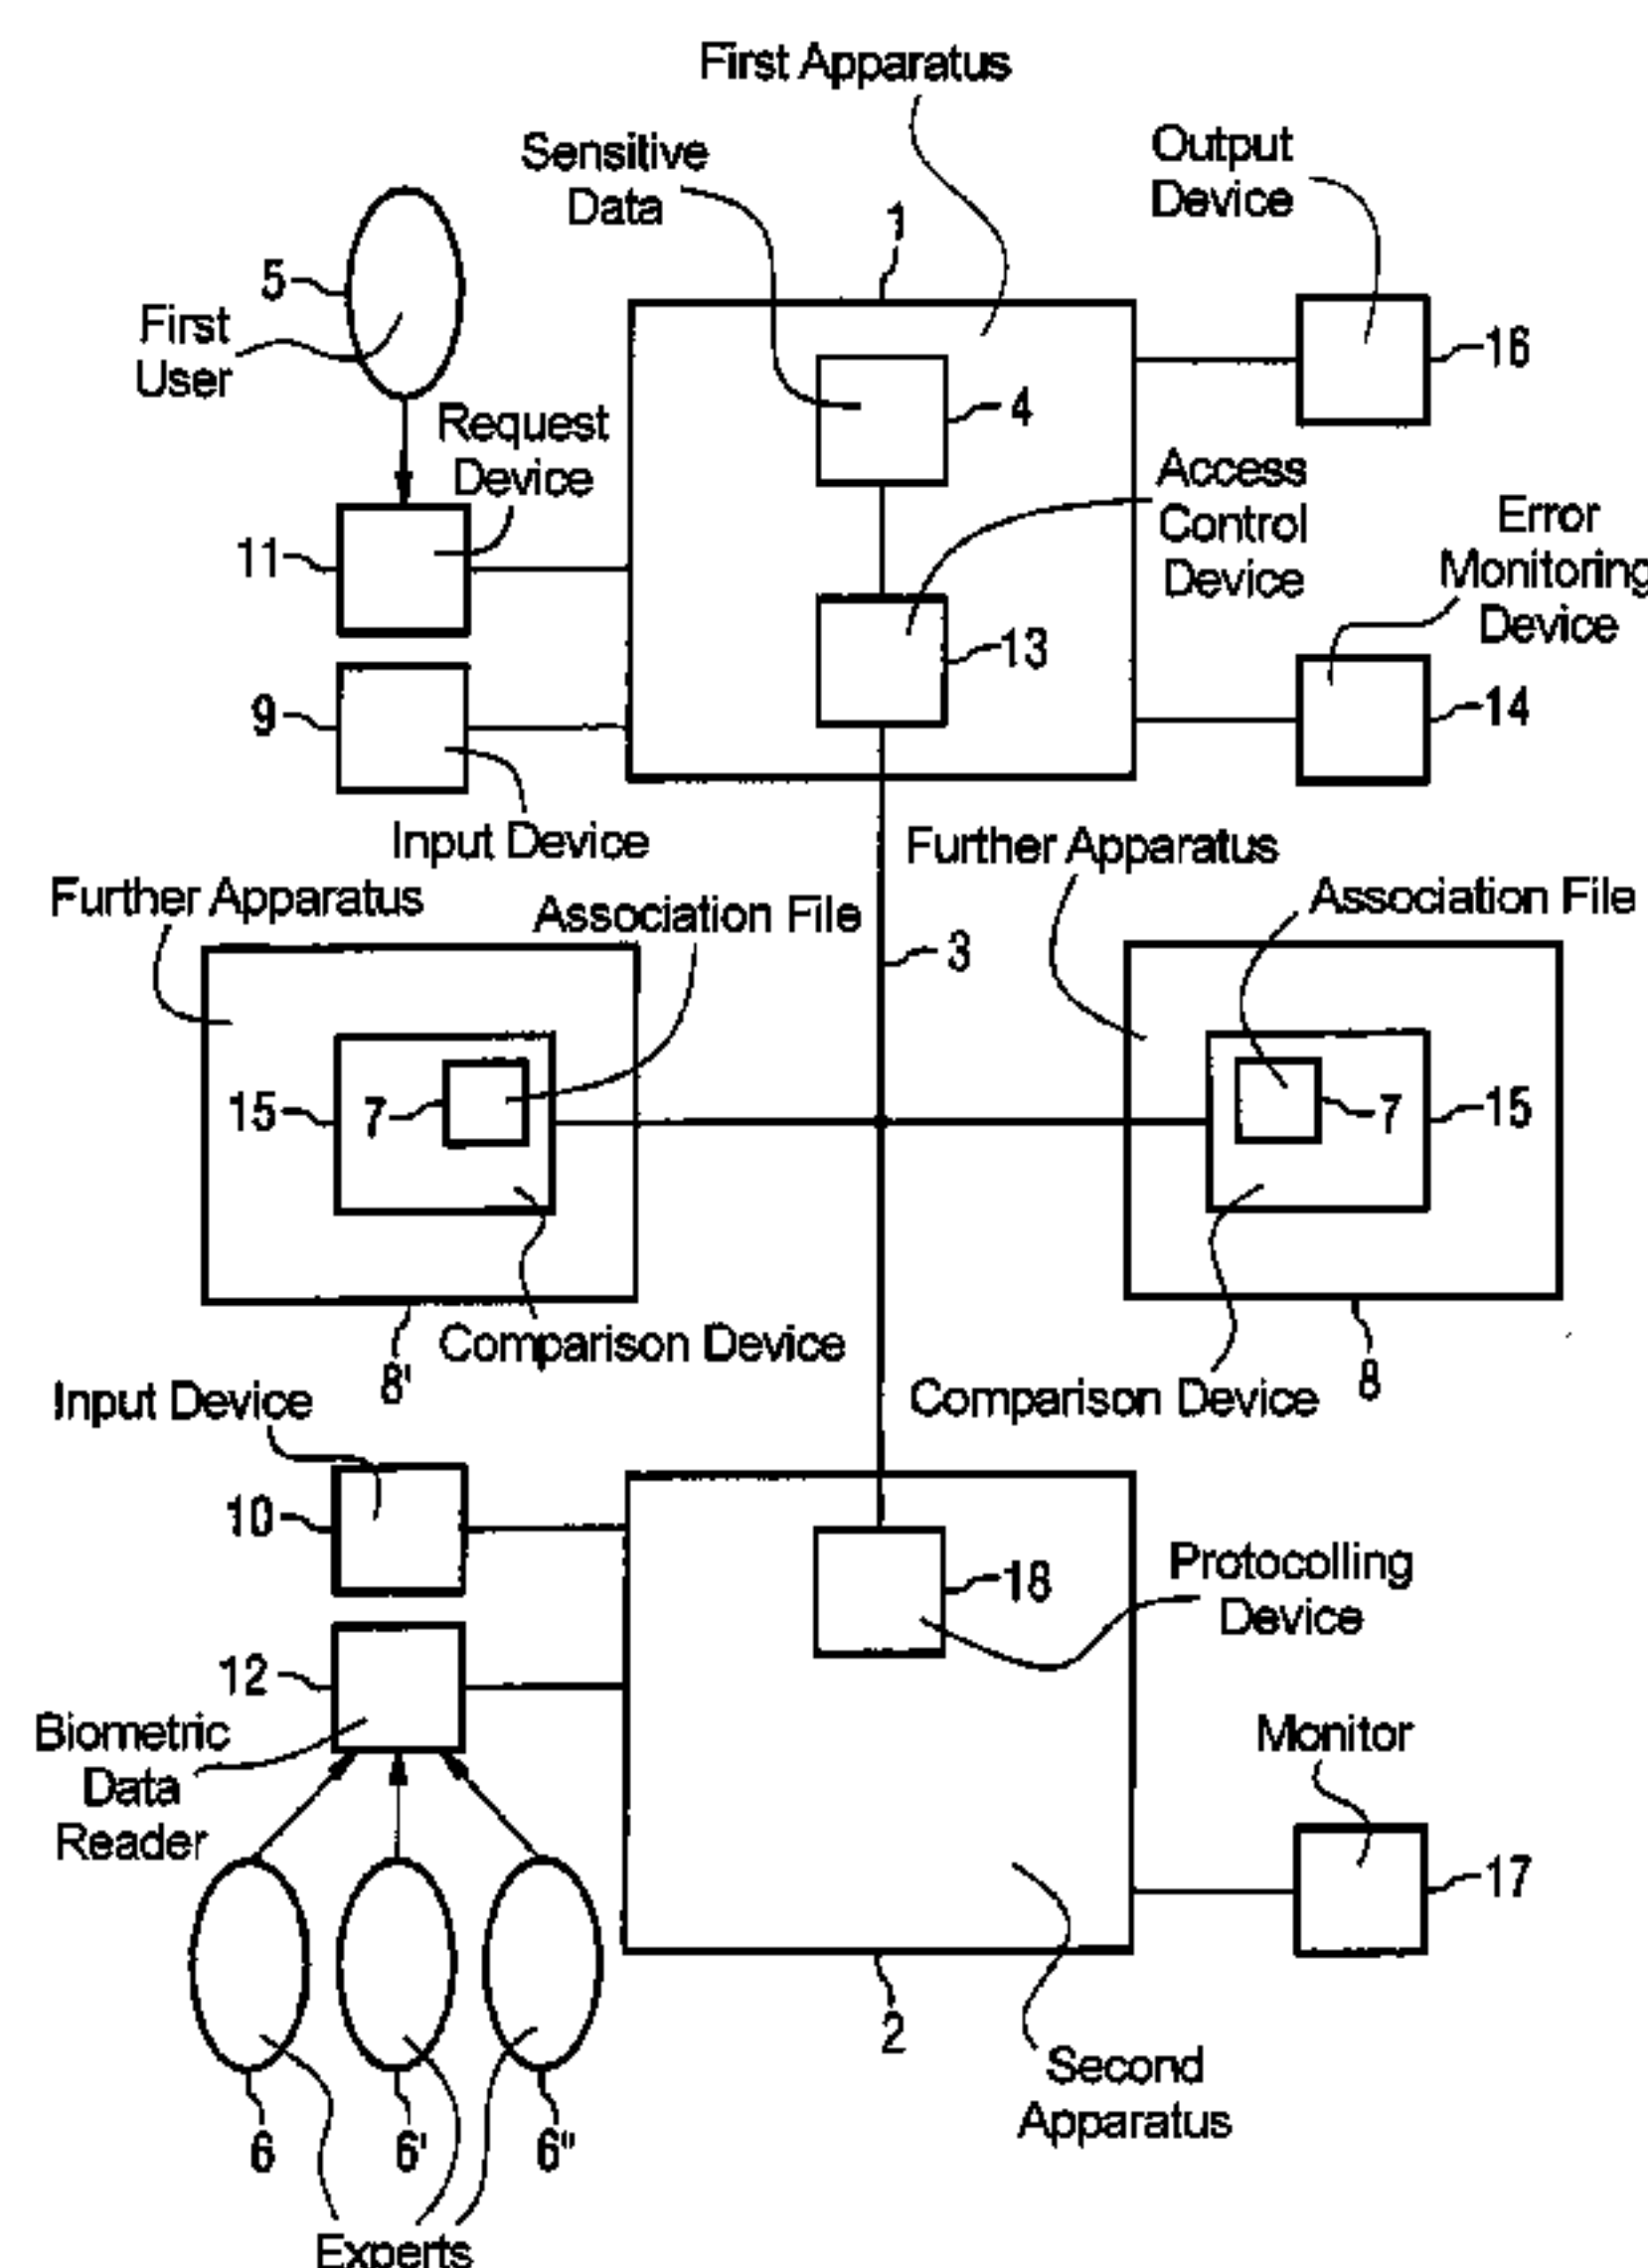 First Apparatus
Sensitive
Data
Output
Device
1
5
First
User
16
4
Request
Device
Access
Control
Device
Error
Monitoring
Device
11
13
9
14
Input Device
Further Apparatus
Further Apparatus
Association File
Association File
3
15
7
7
15
Comparison Device
8'
8
Input Device
Comparison Device
10
18
Protocolling
Device
12
Biometric
Data
Reader
Monitor
17
2
Second
Apparatus
6
6'
6"
Experts